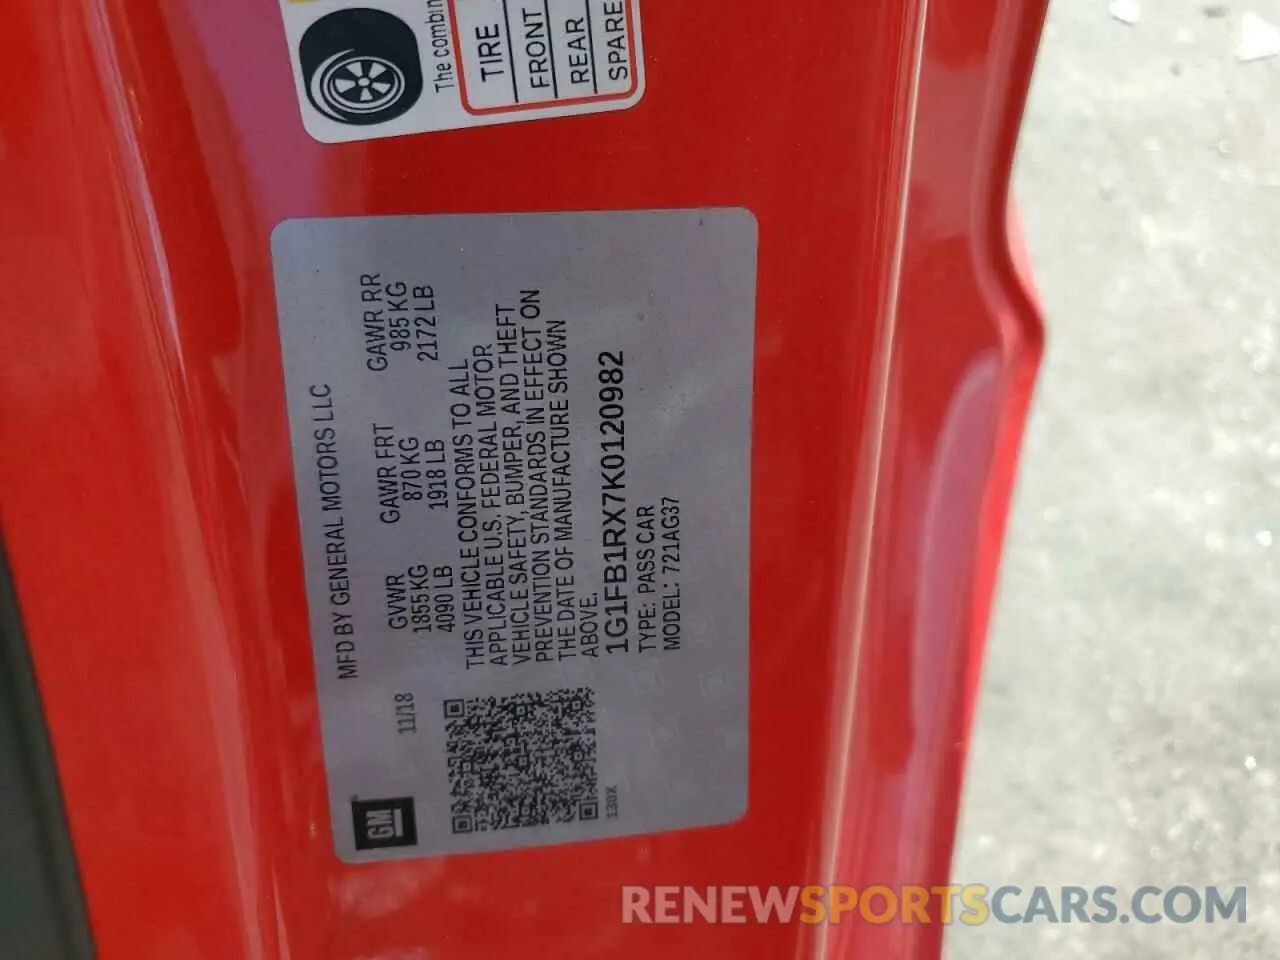 The combin
TIRE
FRONT
REAR
SPARE
MFD BY GENERAL MOTORS LLC
11/18
GVWR GAWR FRT GAWR RR
1855 KG 870 KG 985 KG
4090 LB 1918 LB 2172 LB
THIS VEHICLE CONFORMS TO ALL
APPLICABLE U.S. FEDERAL MOTOR
VEHICLE SAFETY, BUMPER, AND THEFT
PREVENTION STANDARDS IN EFFECT ON
THE DATE OF MANUFACTURE SHOWN
ABOVE.
1G1FB1RX7K0120982
TYPE: PASS CAR
MODEL: 721AG37
GM
130X
RENEWSPORTSCARS.COM